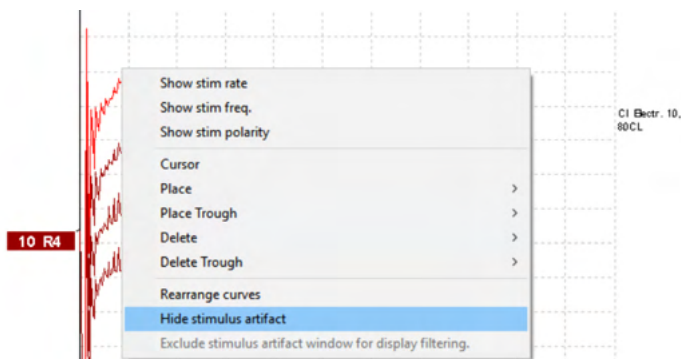 Show stim rate
Show stim freq.
Show stim polarity
CI Electr. 10,
80CL
Cursor
Place
Place Trough
10 R4
Delete
Delete Trough
Rearrange curves
Hide stimulus artifact
Exclude stimulus artifact window for display filtering.